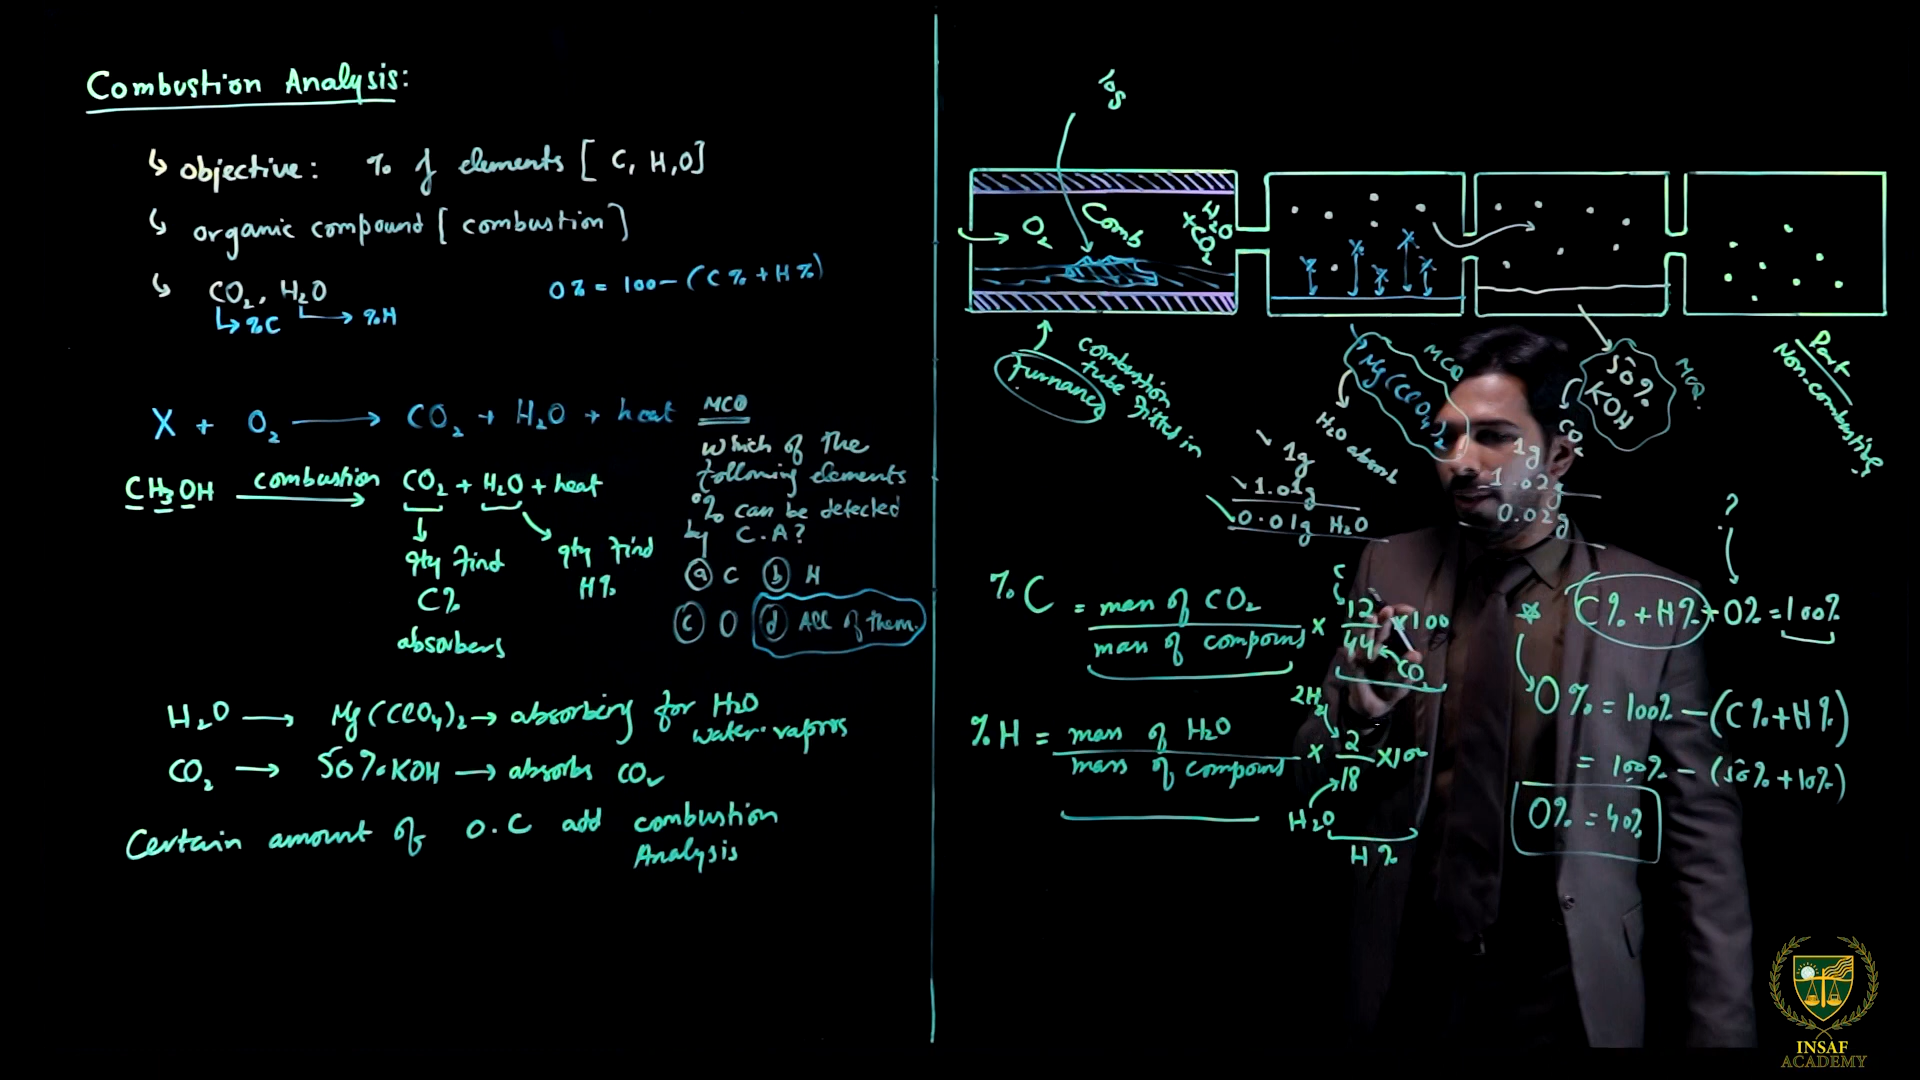 Combustion Analysis:
↳ objective: % of elements [C, H, O]
↳ organic compound [combustion]
↳ CO₂, H₂O
↳ %C → %H
O% = 100 - (C% + H%)
X + O₂ → CO₂ + H₂O + heat
CH₃OH combustion → CO₂ + H₂O + heat
qty find
C%
absorbers
qty find
H%
MCQ
which of the
following elements
% can be detected
by C.A?
(a) C (b) H
(c) O (d) All of them.
H₂O → Mg(ClO₄)₂ → absorbing for H₂O
water vapors
CO₂ → 50% KOH → absorbs CO₂
Certain amount of O.C add combustion
Analysis
10g
O₂ Comb H₂O + CO₂
Furnance
combustion
tube fitted in
Mg(ClO₄)₂
MCQ
H₂O absorb
50%
KOH
MCQ.
CO₂
Part
Non-combustive
1g
1.01g
0.01g H₂O
1g
-1.02g
0.02g
%C = mass of CO₂ / mass of compoun × 12/44 × 100
C
CO₂
%H = mass of H₂O / mass of compoun × 2/18 × 100
2H
H₂O
H%
?
* C% + H% + O% = 100%
O% = 100% - (C% + H%)
= 100% - (50% + 10%)
O% = 40%
INSAF
ACADEMY